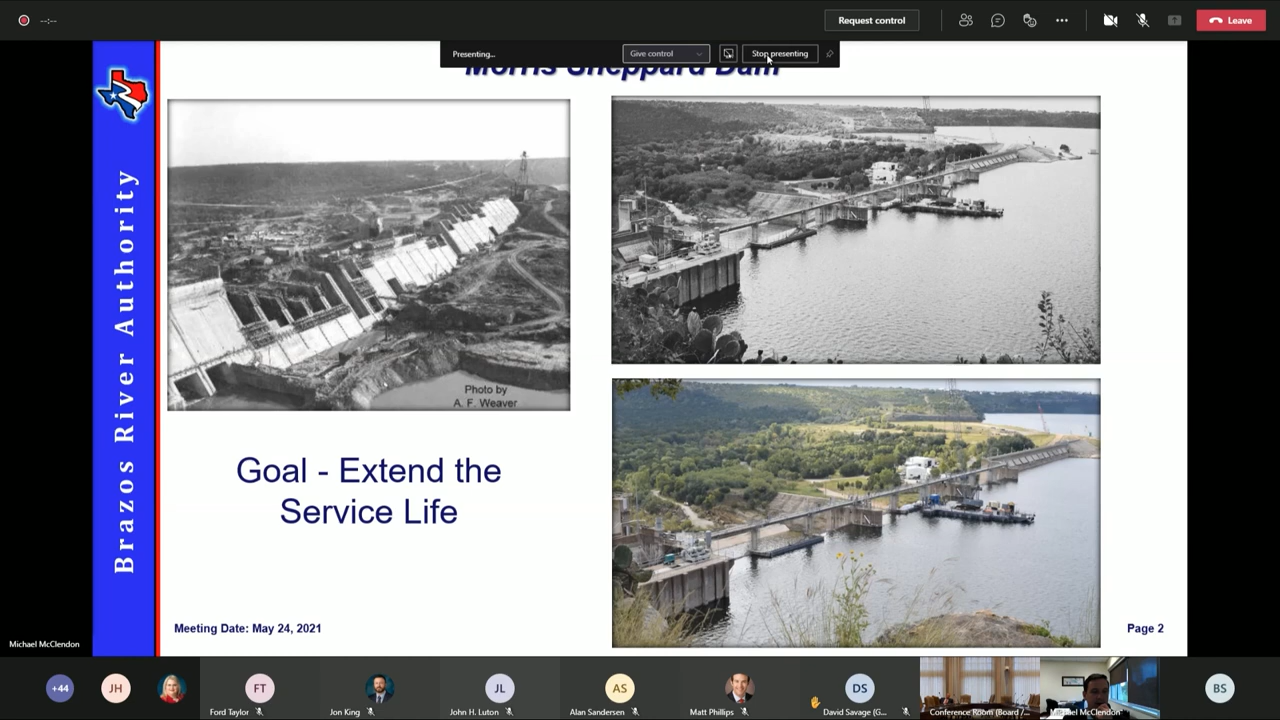 --:--
Request control
Leave
Presenting...
Give control
Stop presenting
Morris Sheppard Dam
Brazos River Authority
Photo by
A. F. Weaver
Goal - Extend the
Service Life
Meeting Date: May 24, 2021
Page 2
Michael McClendon
+44
JH
FT
Ford Taylor
Jon King
JL
John H. Luton
AS
Alan Sandersen
Matt Phillips
DS
David Savage (G...
Conference Room (Board /...
Michael McClendon
BS